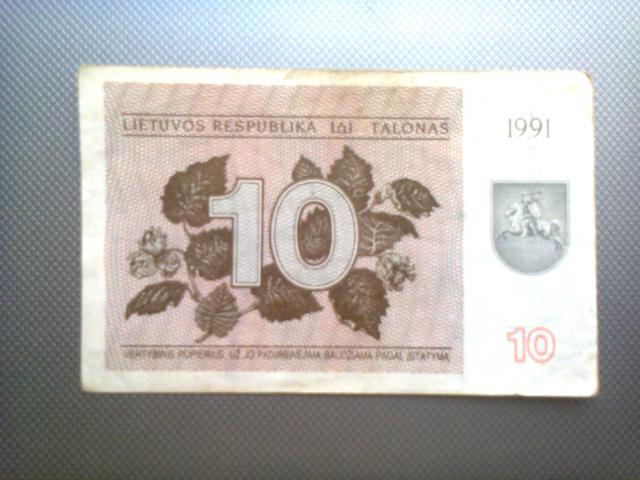 LIETUVOS RESPUBLIKA TALONAS
1991
10
VERTYBINIS POPIERIUS. UŽ JO PADIRBINĖJIMĄ BAUDŽIAMA PAGAL ĮSTATYMĄ
10